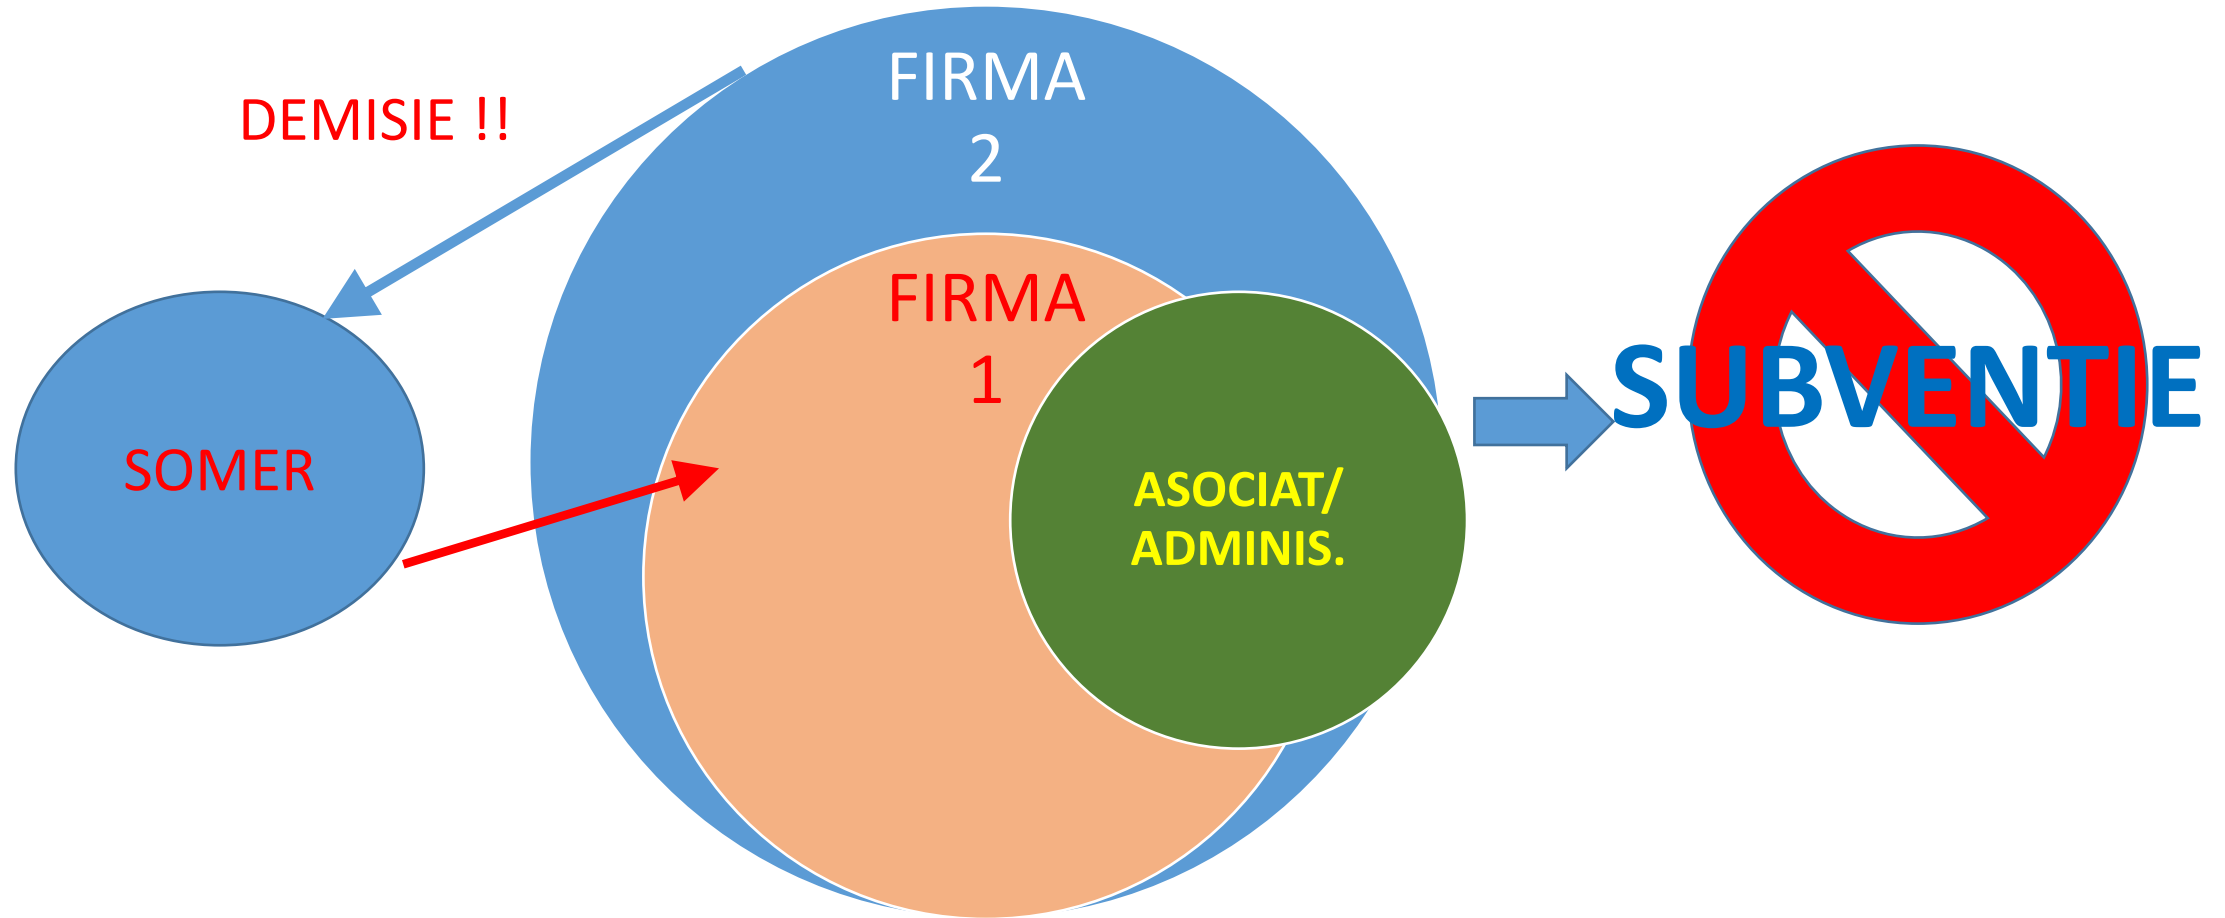 DEMISIE !!
FIRMA
2
FIRMA
1
SOMER
ASOCIAT/
ADMINIS.
SUBVENTIE